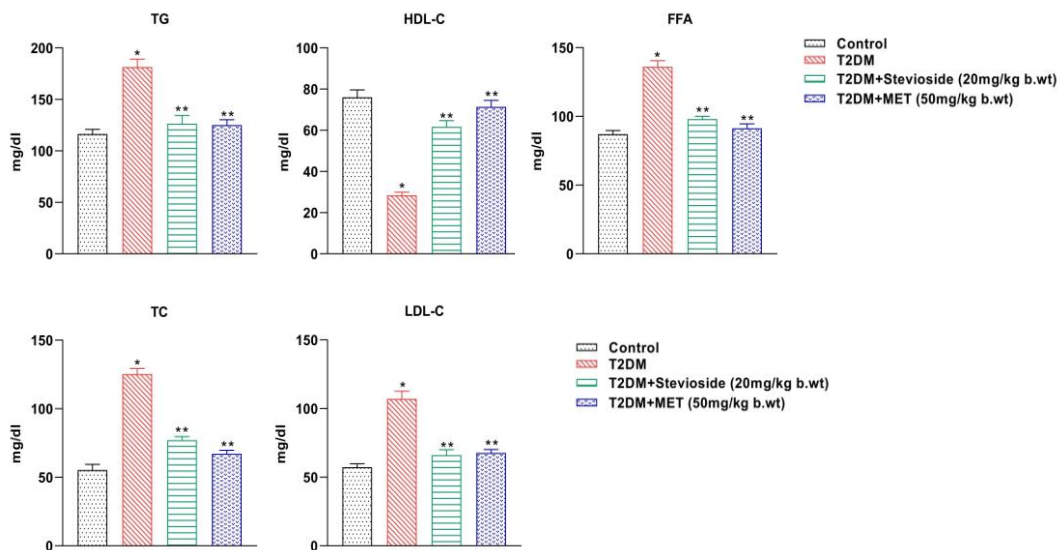 TG
HDL-C
FFA
mg/dl
200
150
100
50
0
*
**
**
mg/dl
80
60
40
20
0
100
*
**
**
mg/dl
150
100
50
0
*
**
**
Control
T2DM
T2DM+Stevioside (20mg/kg b.wt)
T2DM+MET (50mg/kg b.wt)
TC
LDL-C
mg/dl
150
100
50
0
*
**
**
mg/dl
150
100
50
0
*
**
**
Control
T2DM
T2DM+Stevioside (20mg/kg b.wt)
T2DM+MET (50mg/kg b.wt)